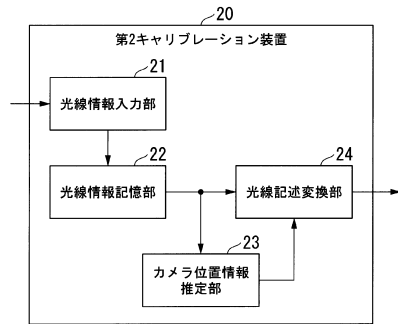 20
第2キャリブレーション装置
21
光線情報入力部
22
光線情報記憶部
24
光線記述変換部
23
カメラ位置情報
推定部